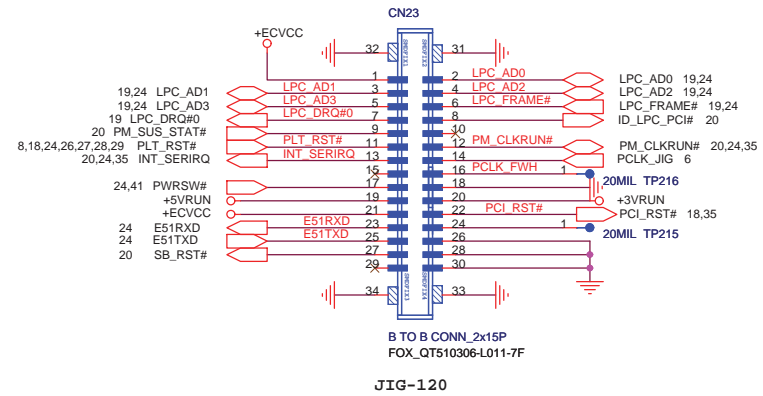 CN23
+ECVCC
32 SMDFIX1 SMDFIX2 31
1 2 LPC_AD0 LPC_AD0 19,24
19,24 LPC_AD1 LPC_AD1 3 4 LPC_AD2 LPC_AD2 19,24
19,24 LPC_AD3 LPC_AD3 5 6 LPC_FRAME# LPC_FRAME# 19,24
19 LPC_DRQ#0 LPC_DRQ#0 7 8 ID_LPC_PCI# 20
20 PM_SUS_STAT# 9 10
8,18,24,26,27,28,29 PLT_RST# PLT_RST# 11 12 PM_CLKRUN# PM_CLKRUN# 20,24,35
20,24,35 INT_SERIRQ INT_SERIRQ 13 14 PCLK_JIG 6
15 16 PCLK_FWH 1 20MIL TP216
24,41 PWRSW# 17 18
+5VRUN 19 20 +3VRUN
+ECVCC 21 22 PCI_RST# PCI_RST# 18,35
24 E51RXD E51RXD 23 24 1 20MIL TP215
24 E51TXD E51TXD 25 26
20 SB_RST# 27 28
29 30
34 SMDFIX3 SMDFIX4 33
B TO B CONN_2x15P
FOX_QT510306-L011-7F
JIG-120